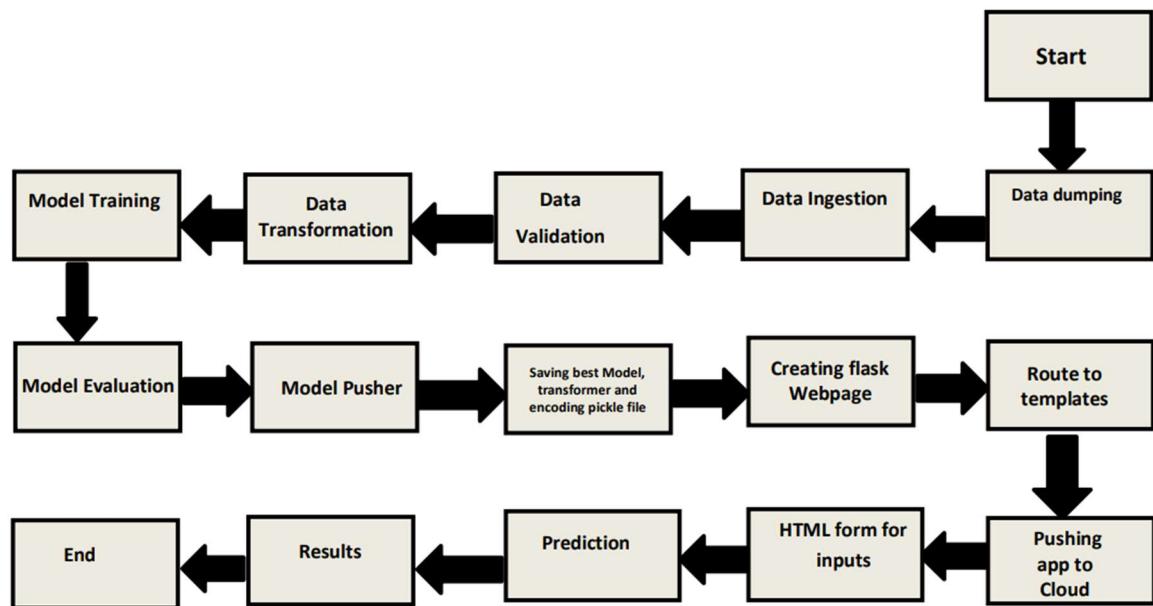 Start
Data dumping
Data Ingestion
Data
Validation
Data
Transformation
Model Training
Model Evaluation
Model Pusher
Saving best Model,
transformer and
encoding pickle file
Creating flask
Webpage
Route to
templates
Pushing
app to
Cloud
HTML form for
inputs
Prediction
Results
End